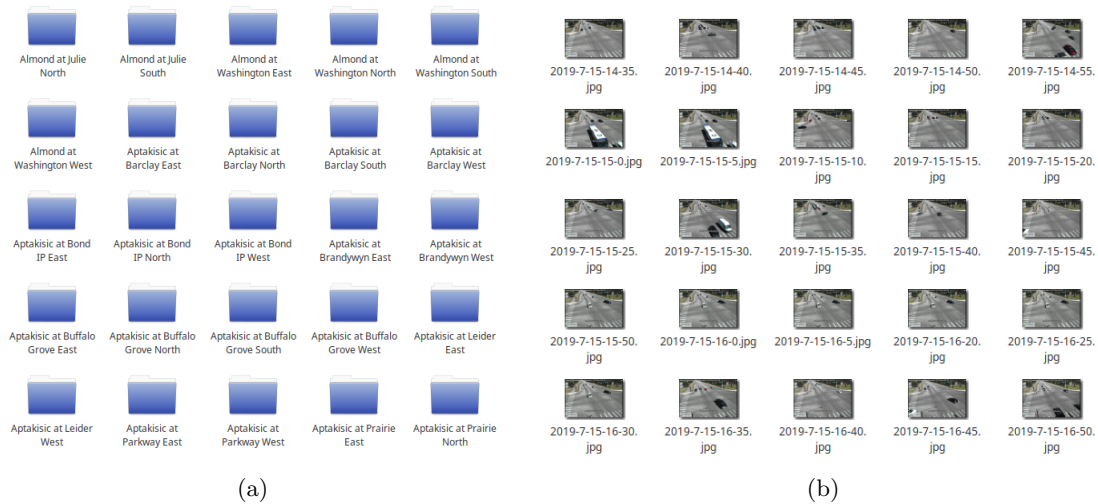 Almond at Julie North
Almond at Julie South
Almond at Washington East
Almond at Washington North
Almond at Washington South
Almond at Washington West
Aptakisic at Barclay East
Aptakisic at Barclay North
Aptakisic at Barclay South
Aptakisic at Barclay West
Aptakisic at Bond IP East
Aptakisic at Bond IP North
Aptakisic at Bond IP West
Aptakisic at Brandywyn East
Aptakisic at Brandywyn West
Aptakisic at Buffalo Grove East
Aptakisic at Buffalo Grove North
Aptakisic at Buffalo Grove South
Aptakisic at Buffalo Grove West
Aptakisic at Leider East
Aptakisic at Leider West
Aptakisic at Parkway East
Aptakisic at Parkway West
Aptakisic at Prairie East
Aptakisic at Prairie North
(a)
2019-7-15-14-35.jpg
2019-7-15-14-40.jpg
2019-7-15-14-45.jpg
2019-7-15-14-50.jpg
2019-7-15-14-55.jpg
2019-7-15-15-0.jpg
2019-7-15-15-5.jpg
2019-7-15-15-10.jpg
2019-7-15-15-15.jpg
2019-7-15-15-20.jpg
2019-7-15-15-25.jpg
2019-7-15-15-30.jpg
2019-7-15-15-35.jpg
2019-7-15-15-40.jpg
2019-7-15-15-45.jpg
2019-7-15-15-50.jpg
2019-7-15-16-0.jpg
2019-7-15-16-5.jpg
2019-7-15-16-20.jpg
2019-7-15-16-25.jpg
2019-7-15-16-30.jpg
2019-7-15-16-35.jpg
2019-7-15-16-40.jpg
2019-7-15-16-45.jpg
2019-7-15-16-50.jpg
(b)